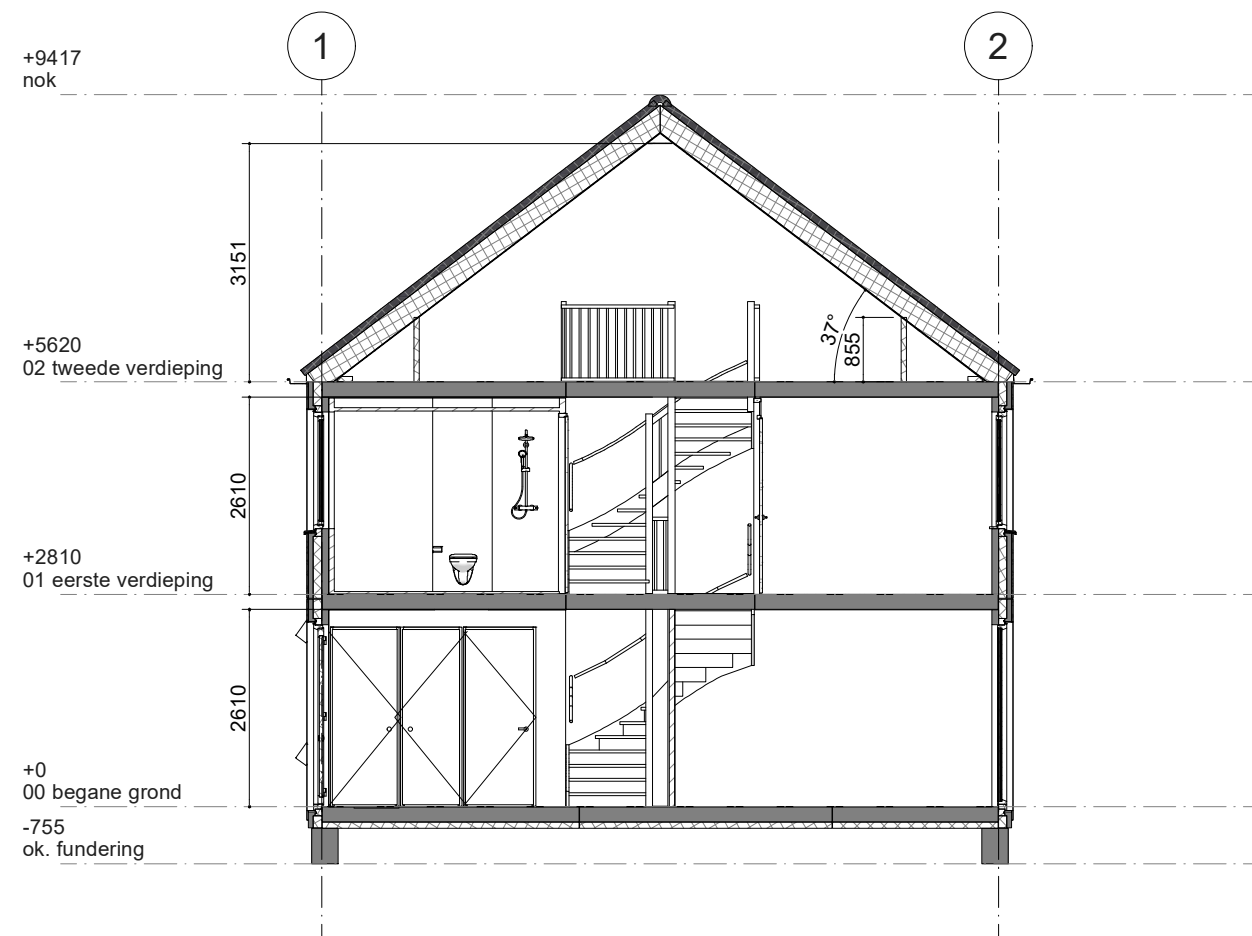 1
2
+9417
nok
3151
37°
855
+5620
02 tweede verdieping
2610
+2810
01 eerste verdieping
2610
+0
00 begane grond
-755
ok. fundering